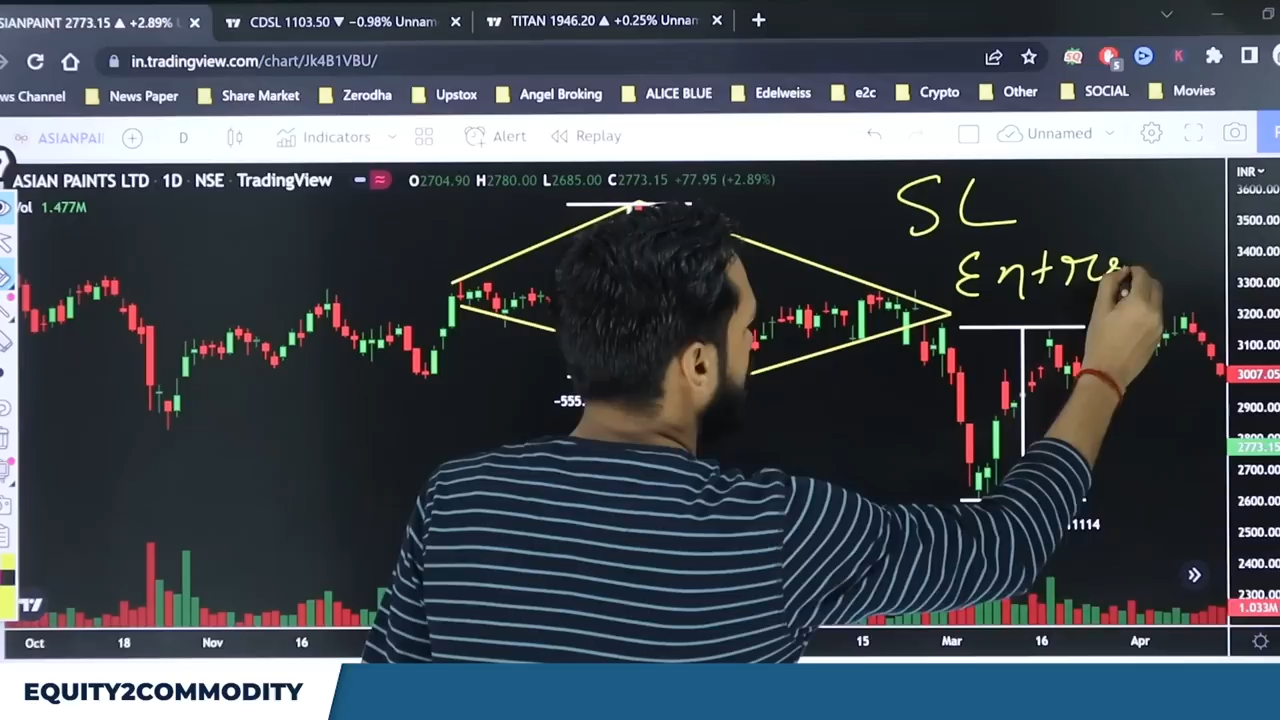 SIANPAINT 2773.15 ▲ +2.89%
CDSL 1103.50 ▼ −0.98% Unnam
TITAN 1946.20 ▲ +0.25% Unnam
in.tradingview.com/chart/Jk4B1VBU/
ws Channel News Paper Share Market Zerodha Upstox Angel Broking ALICE BLUE Edelweiss e2c Crypto Other SOCIAL Movies
ASIANPAI D Indicators Alert Replay Unnamed
ASIAN PAINTS LTD · 1D · NSE · TradingView O2704.90 H2780.00 L2685.00 C2773.15 +77.95 (+2.89%) INR
Vol 1.477M
SL
Entry
3600.00
3500.00
3400.00
3300.00
3200.00
3100.00
3007.05
2900.00
2800.00
2773.15
2700.00
2600.00
2500.00
2400.00
2300.00
1.033M
-555.
1114
Oct 18 Nov 16 15 Mar 16 Apr
EQUITY2COMMODITY